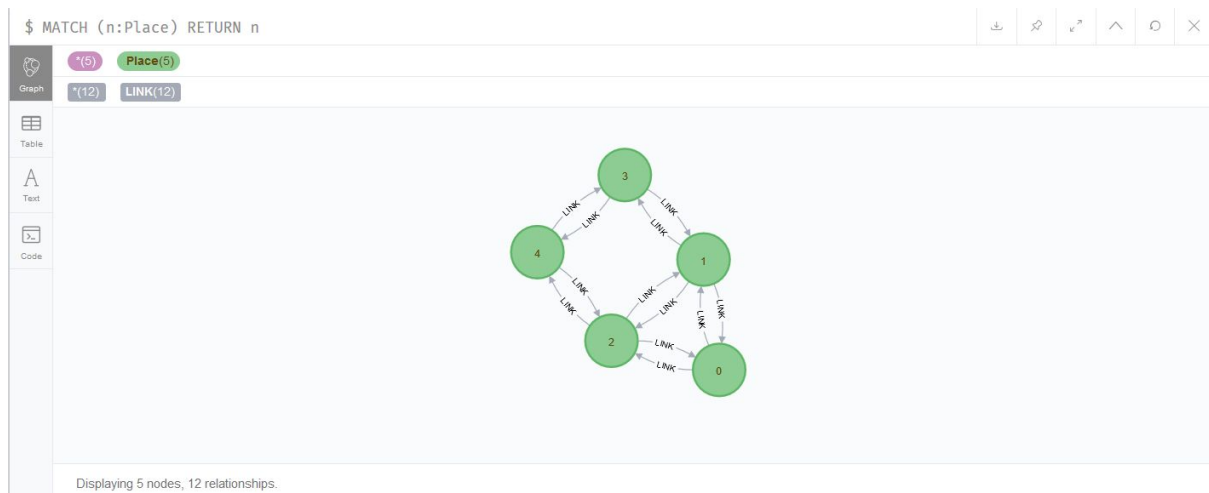 $ MATCH (n:Place) RETURN n
Graph
*(5) Place(5)
*(12) LINK(12)
Table
A
Text
Code
3
LINK
LINK
LINK
LINK
4
1
LINK
LINK
LINK
LINK
LINK
LINK
2
LINK
LINK
0
Displaying 5 nodes, 12 relationships.